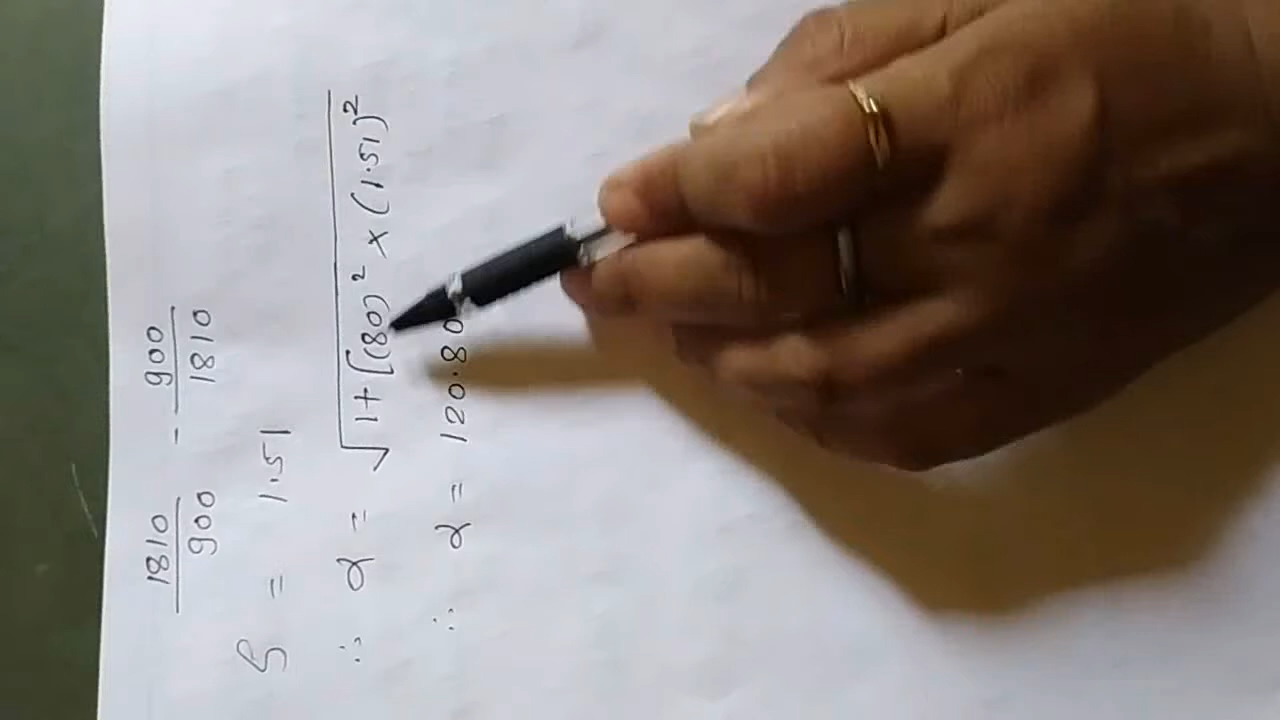 1810/900 - 900/1810
ρ = 1.51
∴ α = √1+[(80)² × (1.51)²
∴ α = 120.80